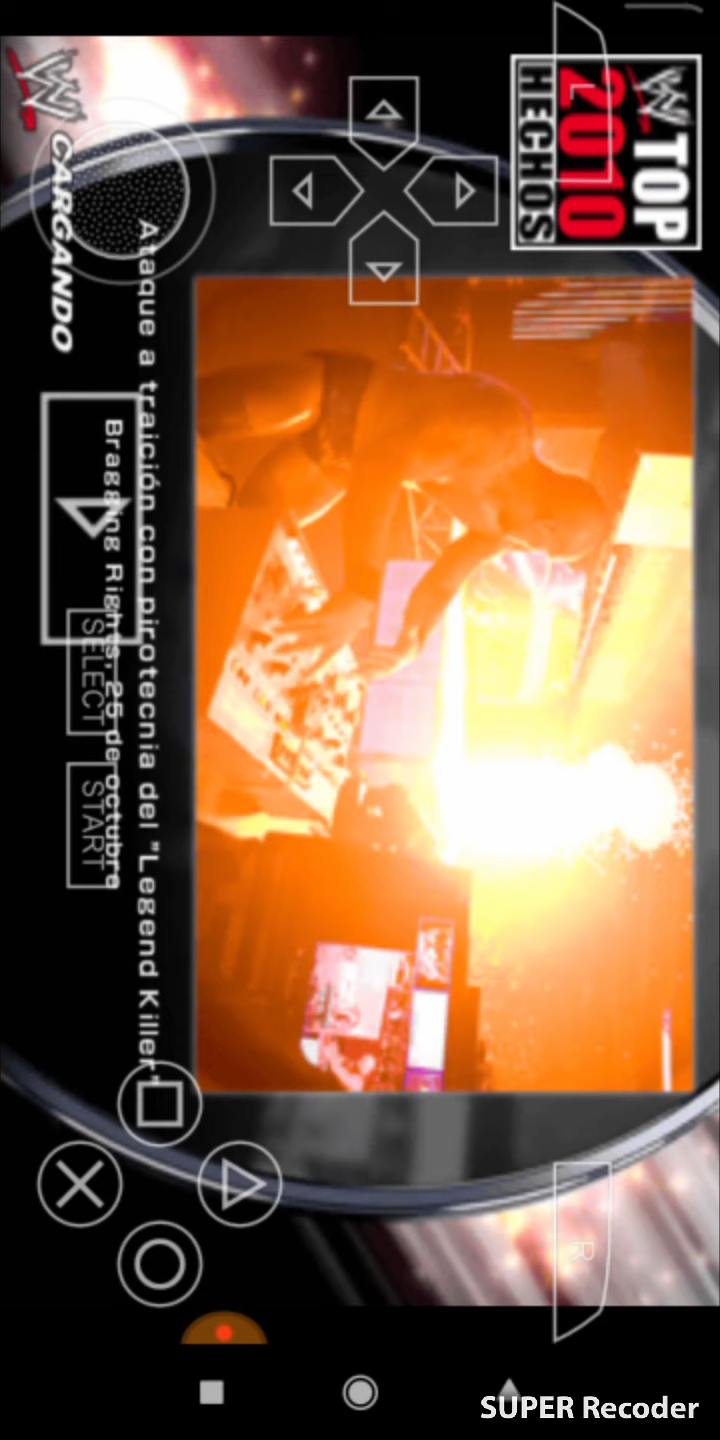 L
TOP
2010
HECHOS
CARGANDO
Ataque a traición con pirotecnia del "Legend Killer"
Bragging Rights, 25 de octubre
SELECT
START
R
SUPER Recoder